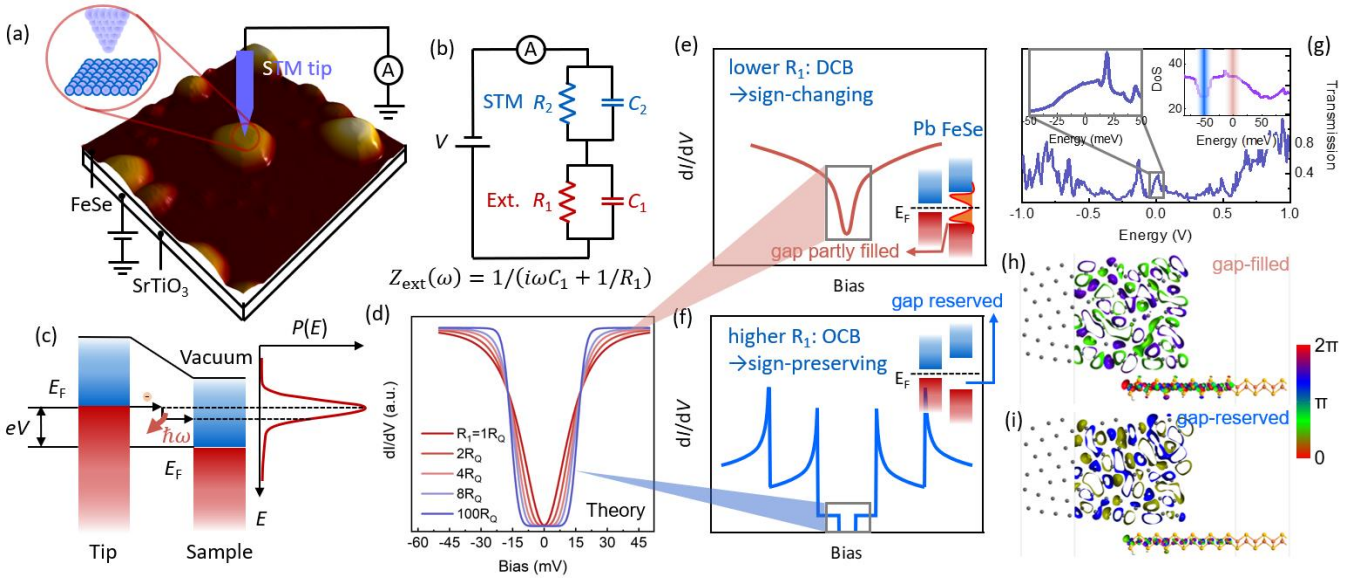 (a)
STM tip
A
FeSe
SrTiO3
(b)
A
V
STM R2 C2
Ext. R1 C1
Zext(ω) = 1/(iωC1 + 1/R1)
(c)
Vacuum
P(E)
EF
eV
ħω
EF
E
Tip
Sample
(d)
dI/dV (a.u.)
R1=1RQ
2RQ
4RQ
8RQ
100RQ
Theory
-60 -45 -30 -15 0 15 30 45 60
Bias (mV)
(e)
lower R1: DCB
→sign-changing
Pb FeSe
EF
gap partly filled
dI/dV
Bias
(f)
gap reserved
higher R1: OCB
→sign-preserving
EF
dI/dV
Bias
(g)
-50 -25 0 25 50
Energy (meV)
DoS
40
20
-50 0 50
Energy (meV)
Transmission
0.8
0.4
-1.0 -0.5 0.0 0.5 1.0
Energy (V)
(h)
gap-filled
2π
π
0
(i)
gap-reserved